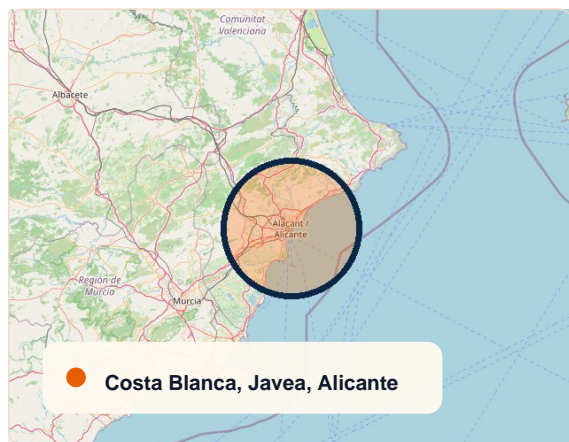 Comunitat
Valenciana
Albacete
Alacant /
Alicante
Región de
Murcia
Murcia
Costa Blanca, Javea, Alicante